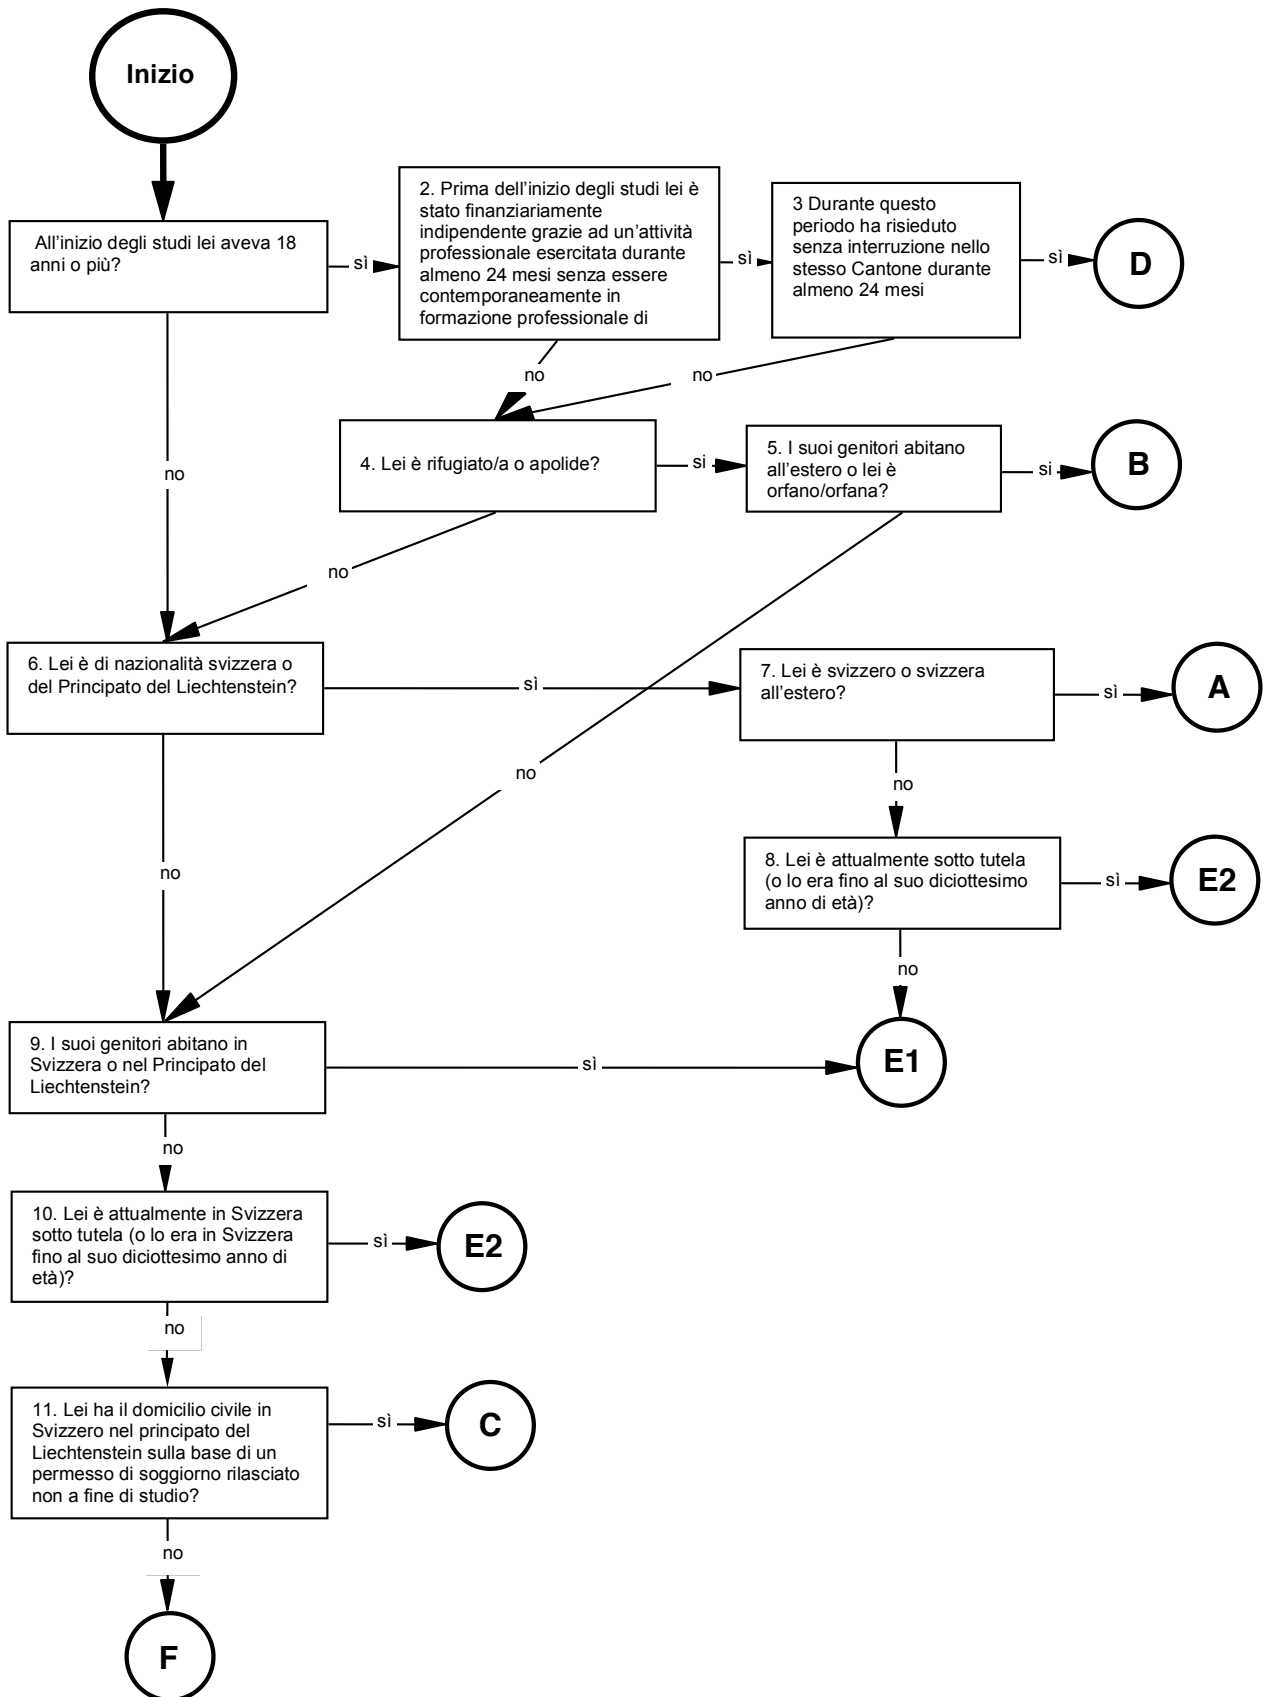 Inizio
All'inizio degli studi lei aveva 18
anni o più?
sì
2. Prima dell'inizio degli studi lei è
stato finanziariamente
indipendente grazie ad un'attività
professionale esercitata durante
almeno 24 mesi senza essere
contemporaneamente in
formazione professionale di
sì
3 Durante questo
periodo ha risieduto
senza interruzione nello
stesso Cantone durante
almeno 24 mesi
sì
D
no
no
no
4. Lei è rifugiato/a o apolide?
si
5. I suoi genitori abitano
all'estero o lei è
orfano/orfana?
si
B
no
6. Lei è di nazionalità svizzera o
del Principato del Liechtenstein?
sì
7. Lei è svizzero o svizzera
all'estero?
sì
A
no
no
no
8. Lei è attualmente sotto tutela
(o lo era fino al suo diciottesimo
anno di età)?
sì
E2
no
9. I suoi genitori abitano in
Svizzera o nel Principato del
Liechtenstein?
sì
E1
no
10. Lei è attualmente in Svizzera
sotto tutela (o lo era in Svizzera
fino al suo diciottesimo anno di
età)?
sì
E2
no
11. Lei ha il domicilio civile in
Svizzero nel principato del
Liechtenstein sulla base di un
permesso di soggiorno rilasciato
non a fine di studio?
sì
C
no
F